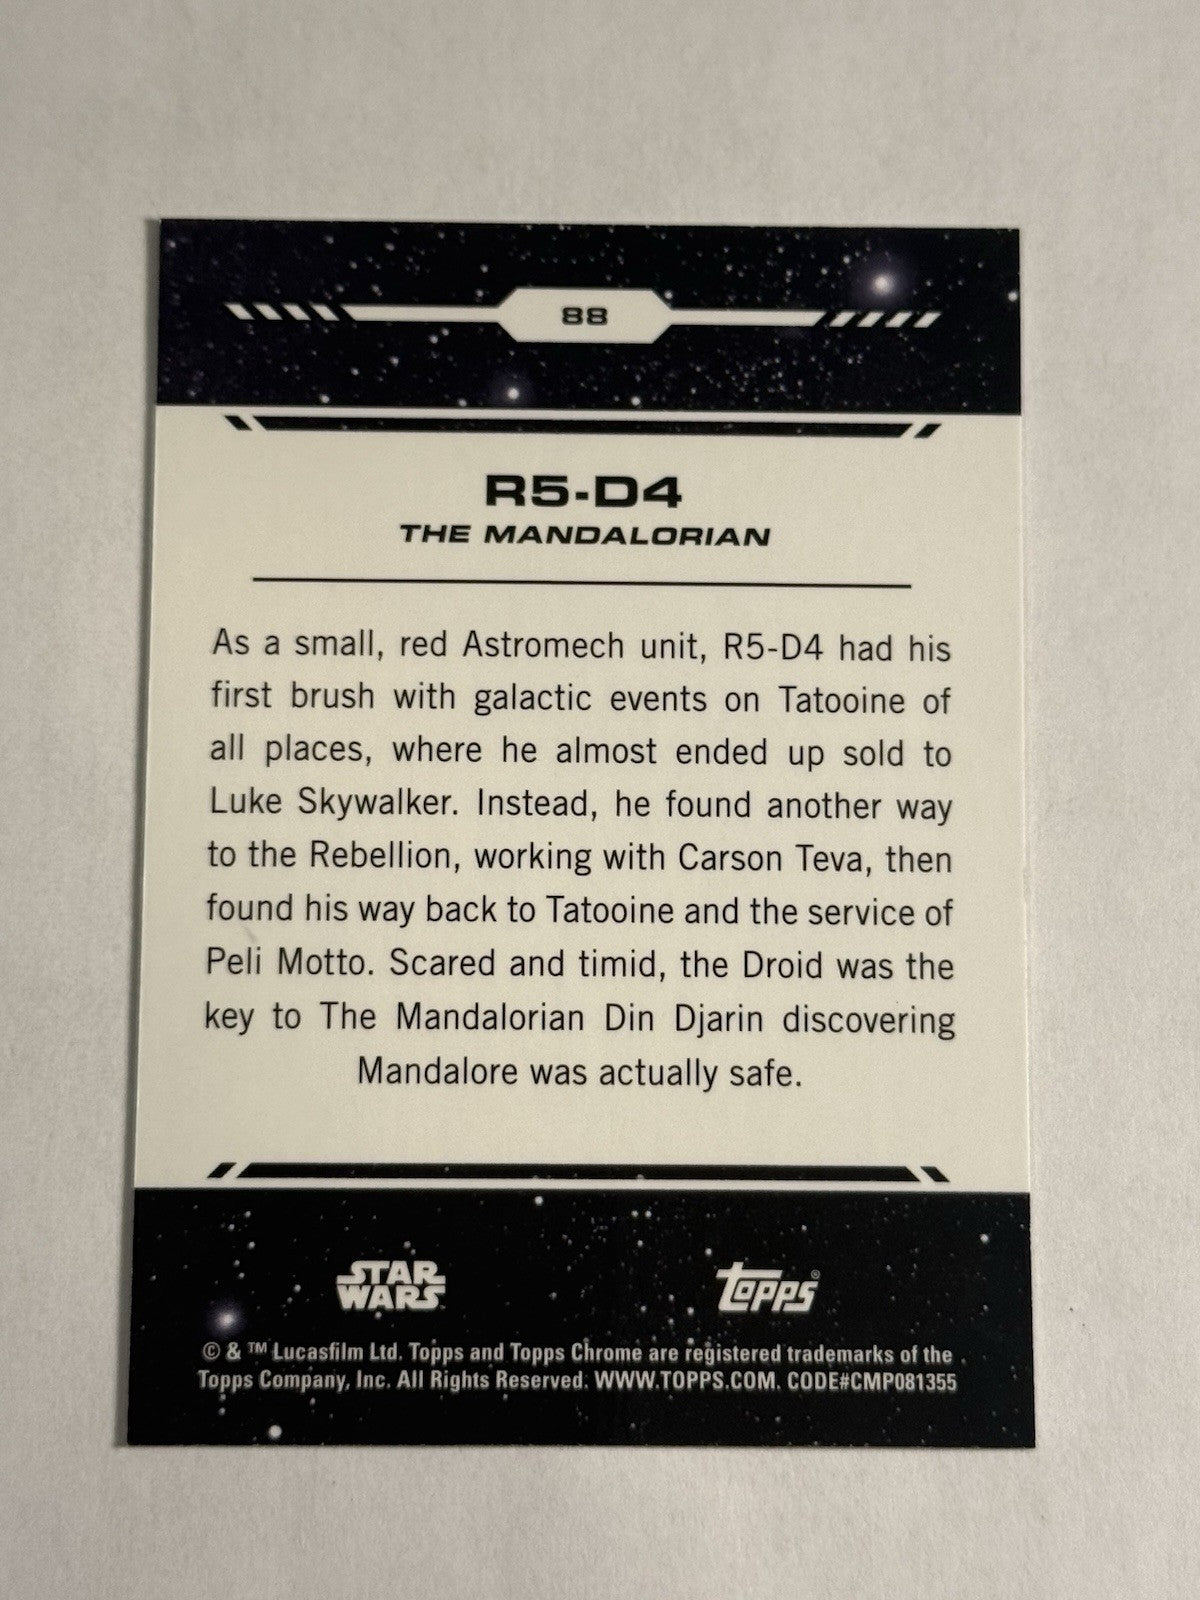 88
R5-D4
THE MANDALORIAN
As a small, red Astromech unit, R5-D4 had his
first brush with galactic events on Tatooine of
all places, where he almost ended up sold to
Luke Skywalker. Instead, he found another way
to the Rebellion, working with Carson Teva, then
found his way back to Tatooine and the service of
Peli Motto. Scared and timid, the Droid was the
key to The Mandalorian Din Djarin discovering
Mandalore was actually safe.
STAR
WARS
topps®
© & ™ Lucasfilm Ltd. Topps and Topps Chrome are registered trademarks of the
Topps Company, Inc. All Rights Reserved. WWW.TOPPS.COM. CODE#CMP081355